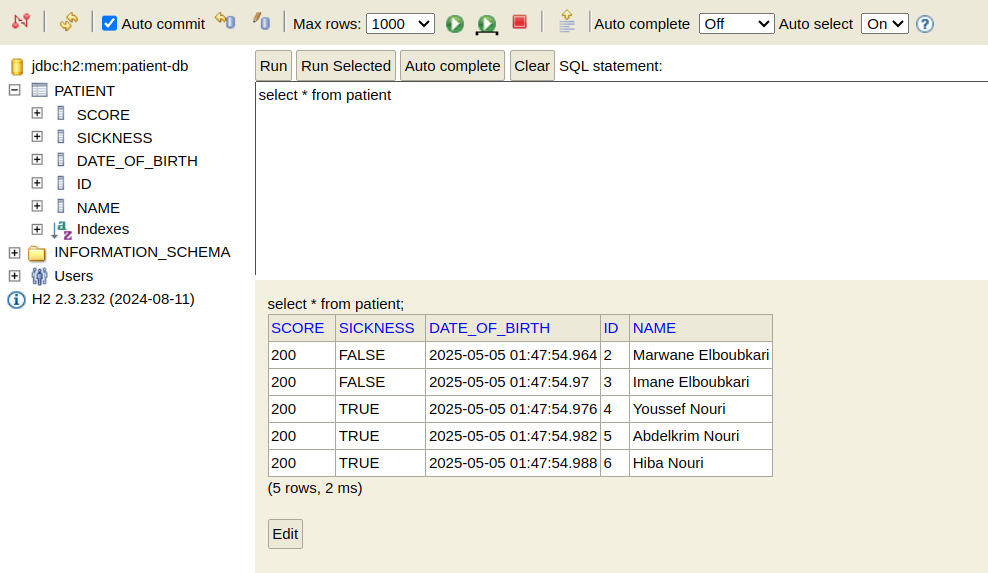 Auto commit Max rows: 1000 Auto complete Off Auto select On ?
jdbc:h2:mem:patient-db
PATIENT
SCORE
SICKNESS
DATE_OF_BIRTH
ID
NAME
Indexes
INFORMATION_SCHEMA
Users
H2 2.3.232 (2024-08-11)
Run Run Selected Auto complete Clear SQL statement:
select * from patient
select * from patient;
SCORE SICKNESS DATE_OF_BIRTH ID NAME
200 FALSE 2025-05-05 01:47:54.964 2 Marwane Elboubkari
200 FALSE 2025-05-05 01:47:54.97 3 Imane Elboubkari
200 TRUE 2025-05-05 01:47:54.976 4 Youssef Nouri
200 TRUE 2025-05-05 01:47:54.982 5 Abdelkrim Nouri
200 TRUE 2025-05-05 01:47:54.988 6 Hiba Nouri
(5 rows, 2 ms)
Edit